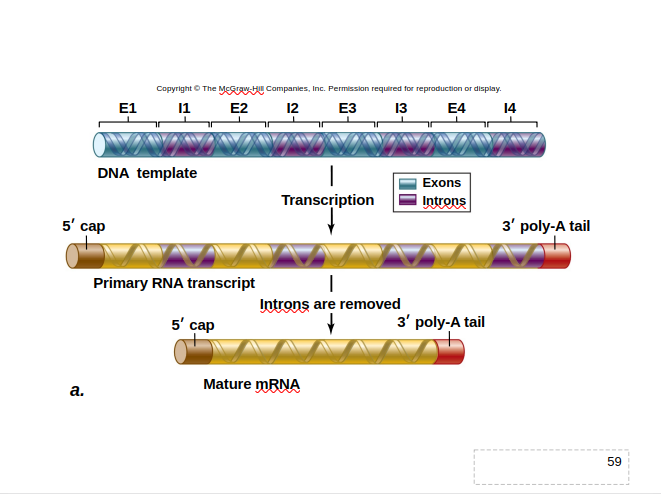 Copyright © The McGraw-Hill Companies, Inc. Permission required for reproduction or display.
E1 I1 E2 I2 E3 I3 E4 I4
DNA template
Exons
Introns
Transcription
5′ cap
3′ poly-A tail
Primary RNA transcript
Introns are removed
5′ cap
3′ poly-A tail
Mature mRNA
a.
59